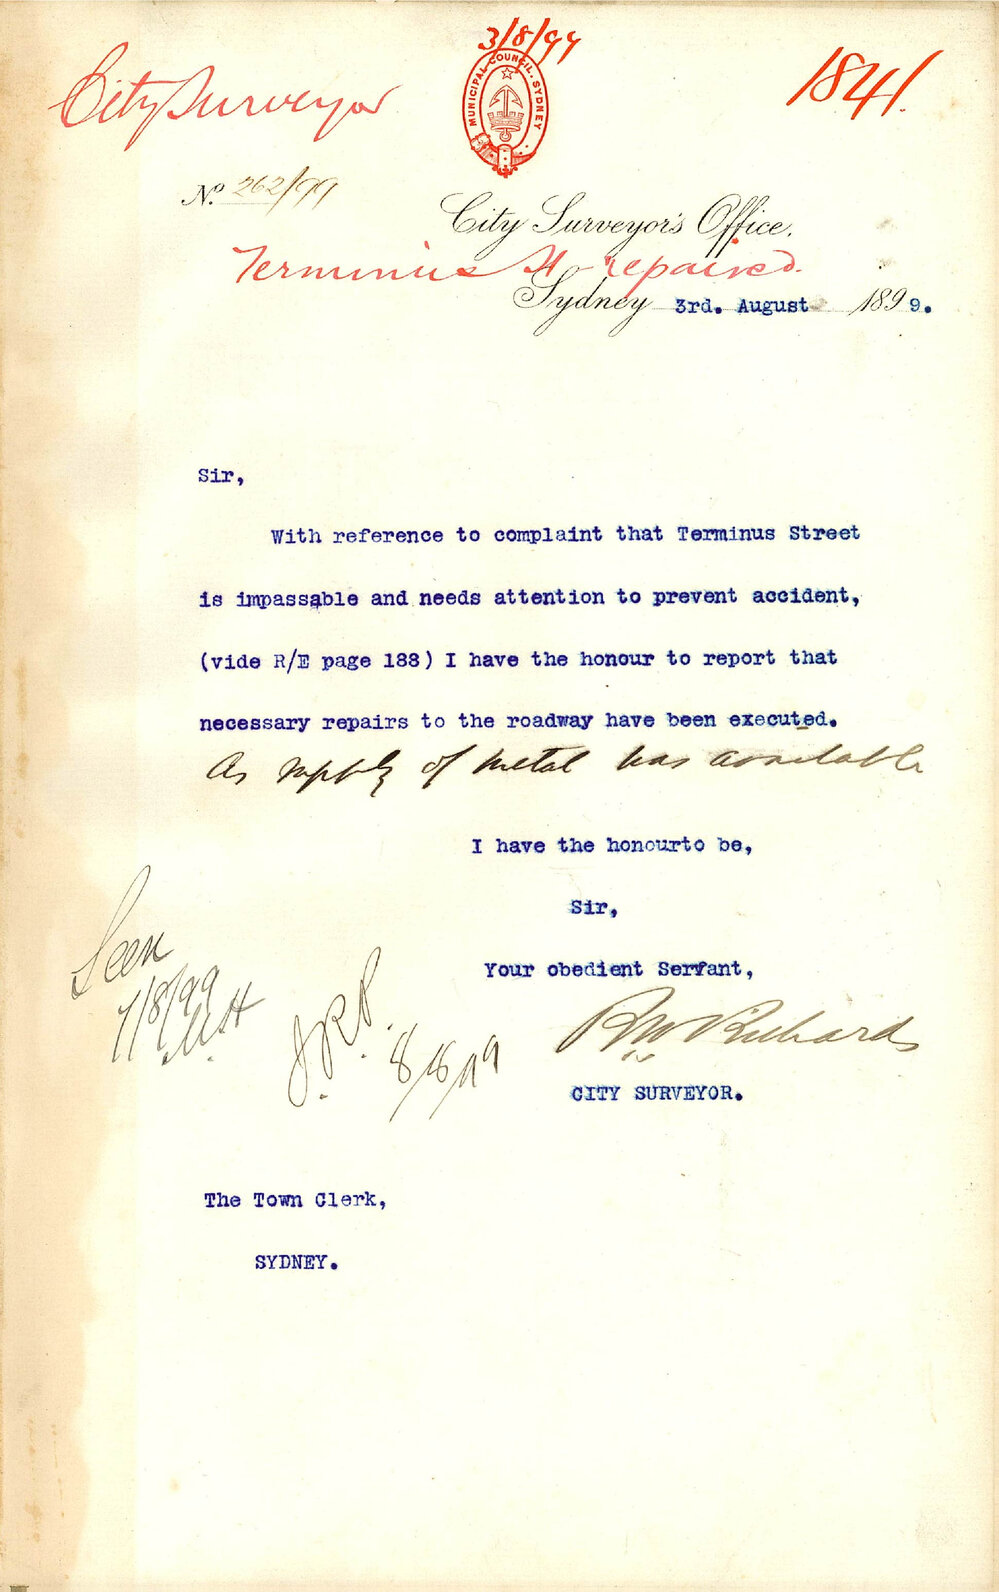 3/8/99
City Surveyor
1841.
MUNICIPAL COUNCIL. SYDNEY
No. 262/99
City Surveyor's Office.
Terminus St repaired.
Sydney 3rd. August 1899.
Sir,
With reference to complaint that Terminus Street
is impassable and needs attention to prevent accident,
(vide R/E page 188) I have the honour to report that
necessary repairs to the roadway have been executed.
As supply of metal was available
I have the honourto be,
Sir,
Your obedient Servant,
Seen
7/8/99
J.R.P.
8/8/99
RW Richards
CITY SURVEYOR.
The Town Clerk,
SYDNEY.